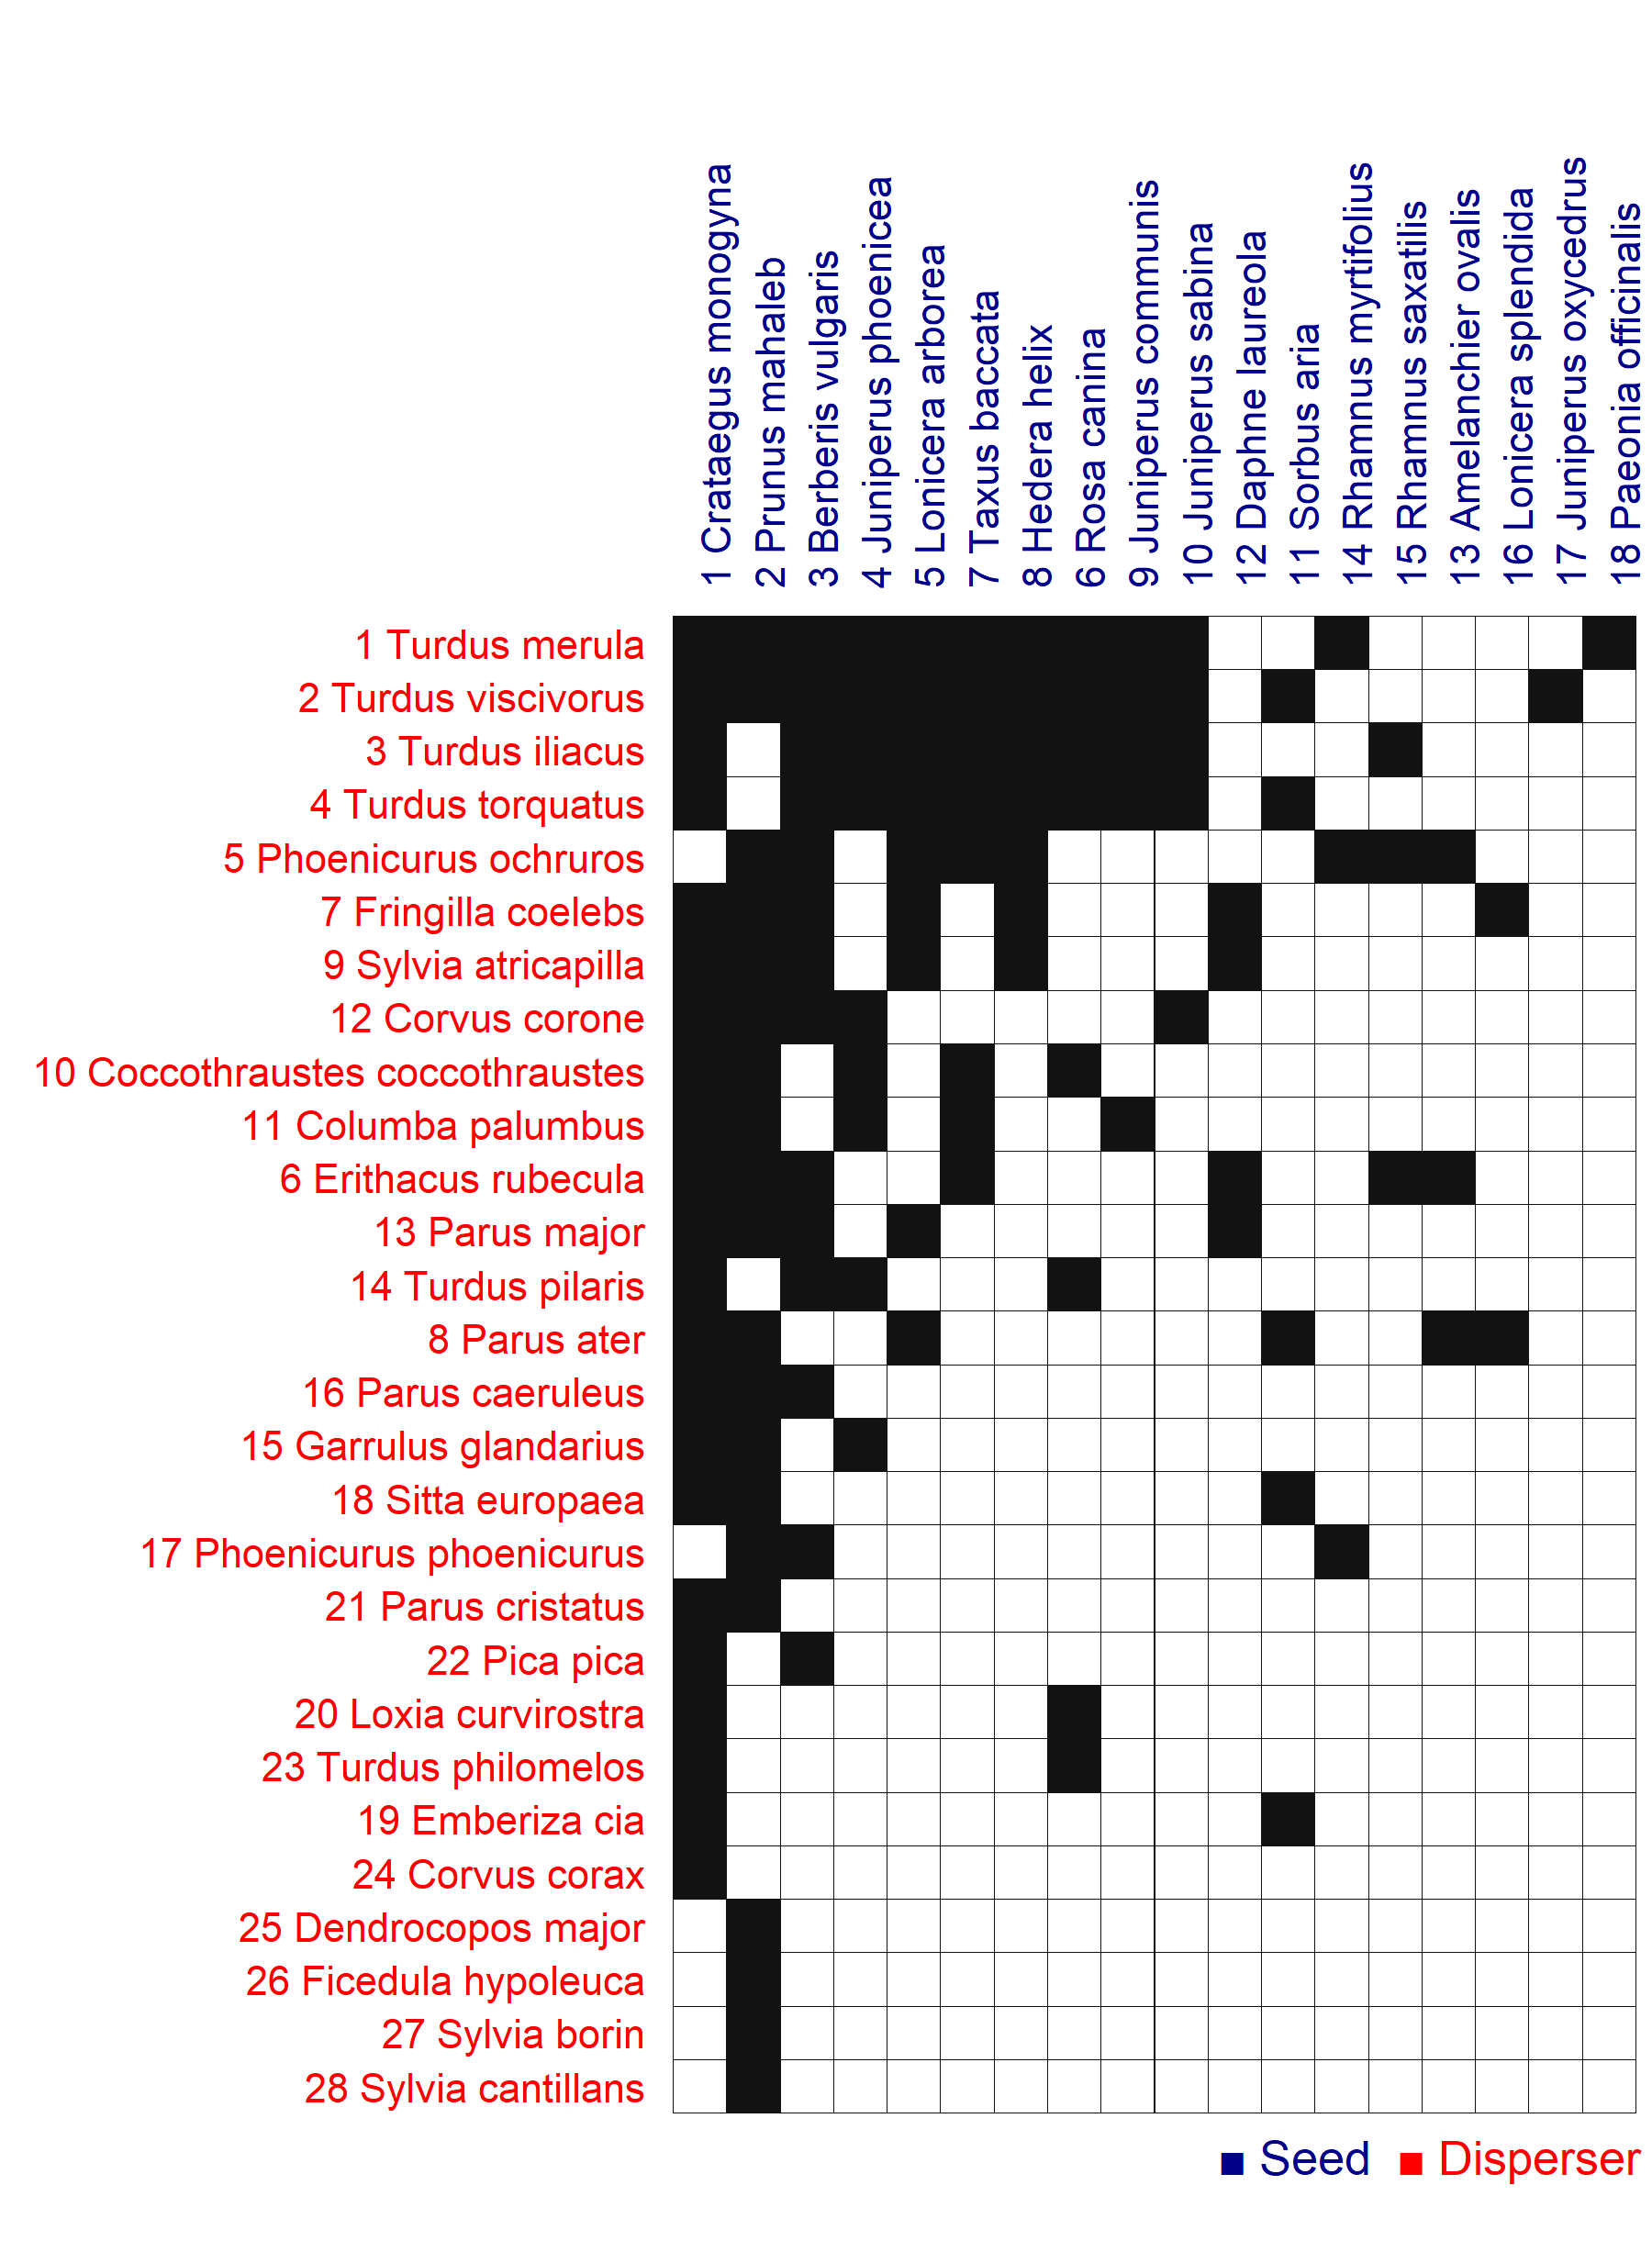 1 Crataegus monogyna
2 Prunus mahaleb
3 Berberis vulgaris
4 Juniperus phoenicea
5 Lonicera arborea
7 Taxus baccata
8 Hedera helix
6 Rosa canina
9 Juniperus communis
10 Juniperus sabina
12 Daphne laureola
11 Sorbus aria
14 Rhamnus myrtifolius
15 Rhamnus saxatilis
13 Amelanchier ovalis
16 Lonicera splendida
17 Juniperus oxycedrus
18 Paeonia officinalis
1 Turdus merula
2 Turdus viscivorus
3 Turdus iliacus
4 Turdus torquatus
5 Phoenicurus ochruros
7 Fringilla coelebs
9 Sylvia atricapilla
12 Corvus corone
10 Coccothraustes coccothraustes
11 Columba palumbus
6 Erithacus rubecula
13 Parus major
14 Turdus pilaris
8 Parus ater
16 Parus caeruleus
15 Garrulus glandarius
18 Sitta europaea
17 Phoenicurus phoenicurus
21 Parus cristatus
22 Pica pica
20 Loxia curvirostra
23 Turdus philomelos
19 Emberiza cia
24 Corvus corax
25 Dendrocopos major
26 Ficedula hypoleuca
27 Sylvia borin
28 Sylvia cantillans
Seed Disperser